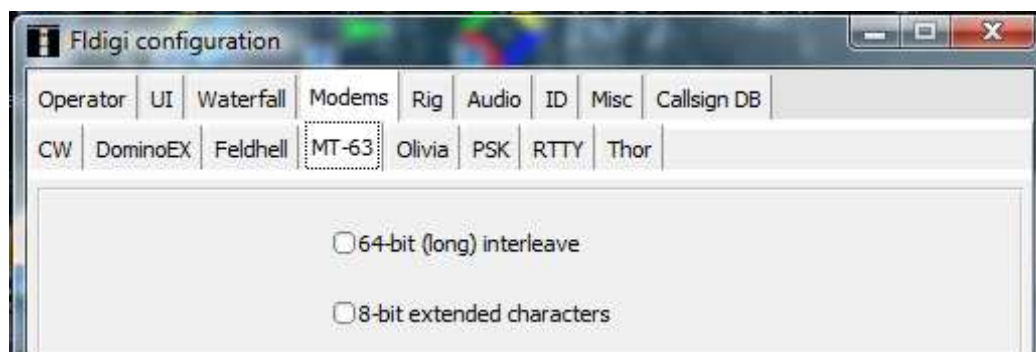 Fldigi configuration
Operator UI Waterfall Modems Rig Audio ID Misc Callsign DB
CW DominoEX Feldhell MT-63 Olivia PSK RTTY Thor
64-bit (long) interleave
8-bit extended characters